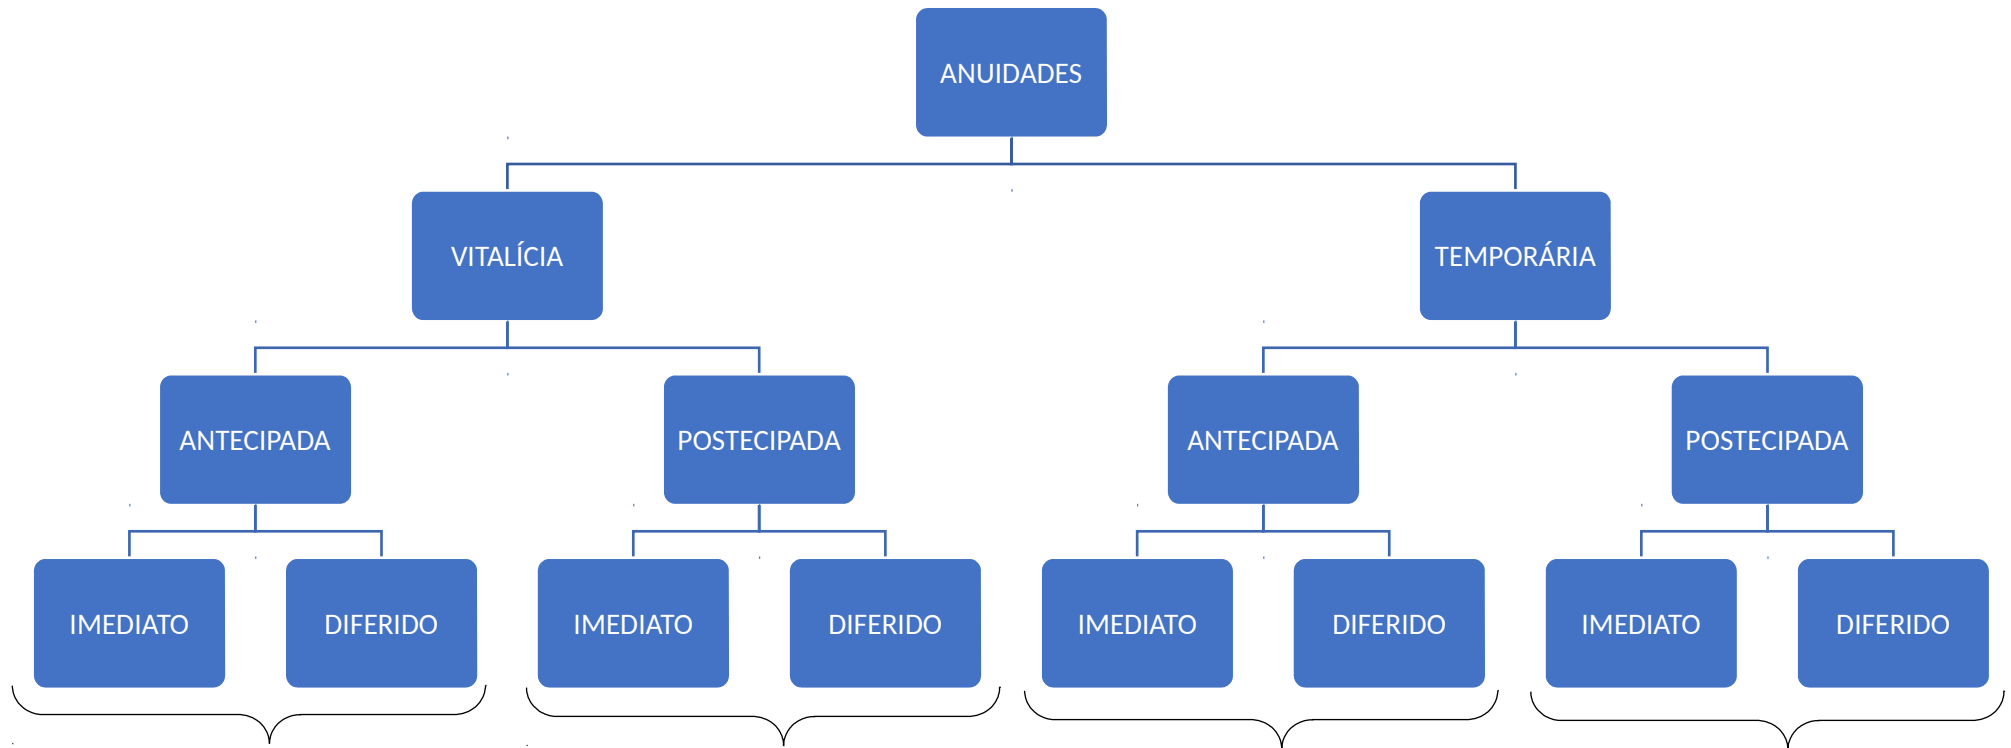 ANUIDADES
VITALÍCIA
TEMPORÁRIA
ANTECIPADA
POSTECIPADA
ANTECIPADA
POSTECIPADA
IMEDIATO
DIFERIDO
IMEDIATO
DIFERIDO
IMEDIATO
DIFERIDO
IMEDIATO
DIFERIDO